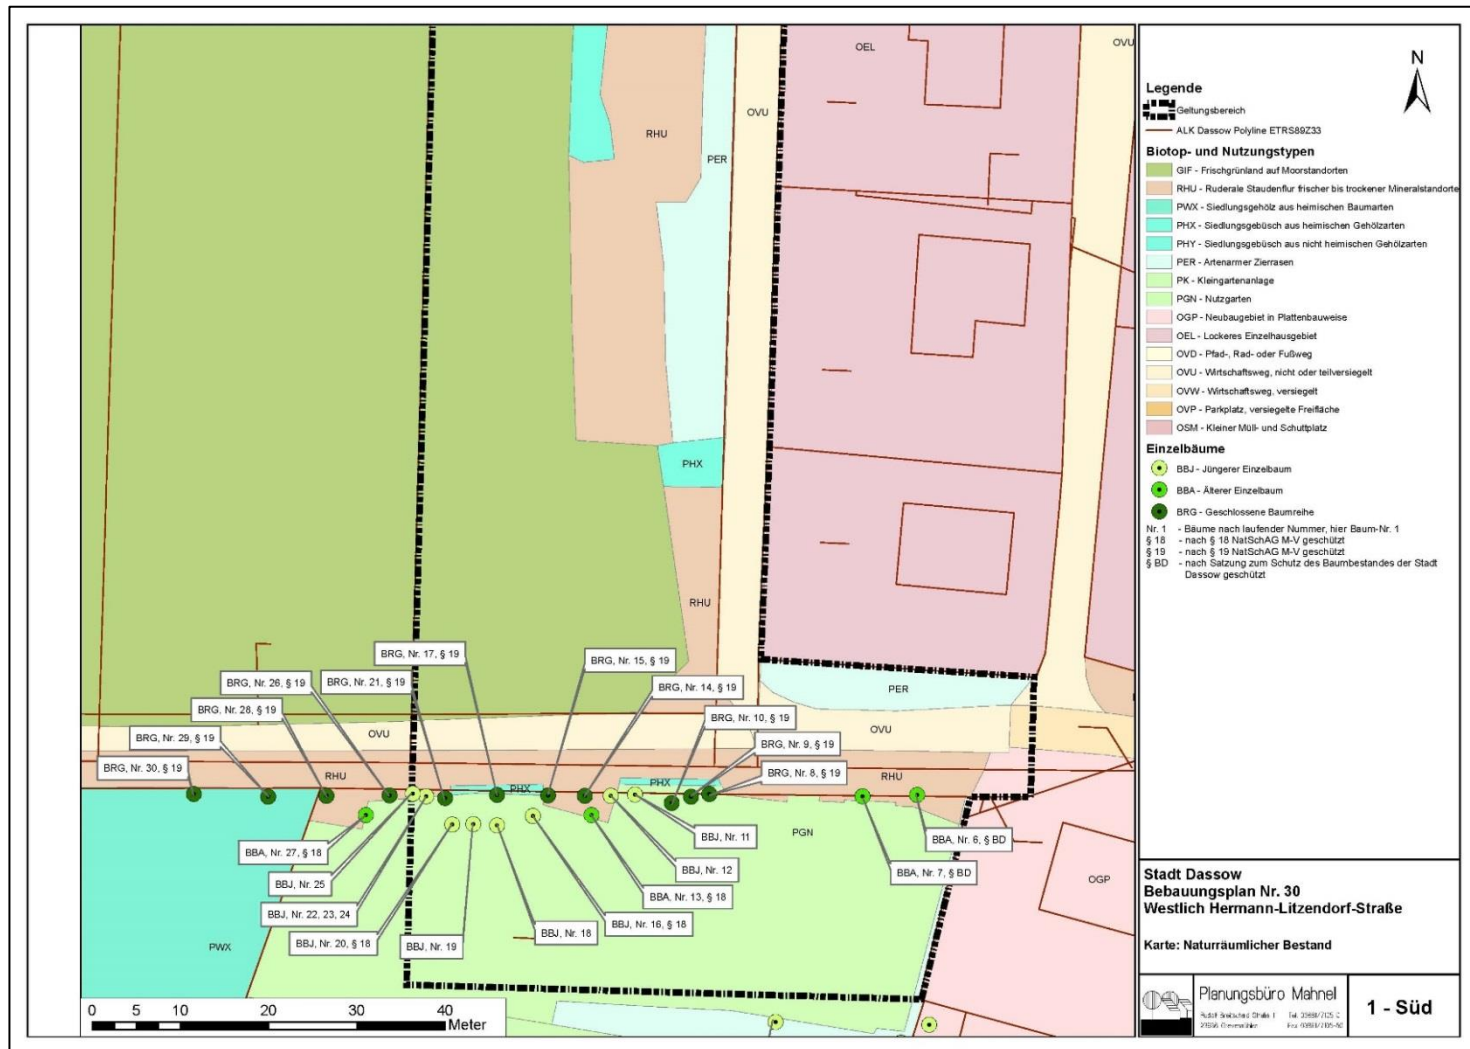 OEL
OVU
OVU
RHU
PER
PHX
RHU
BRG, Nr. 17, § 19
BRG, Nr. 15, § 19
BRG, Nr. 26, § 19
BRG, Nr. 21, § 19
BRG, Nr. 14, § 19
PER
BRG, Nr. 28, § 19
BRG, Nr. 10, § 19
BRG, Nr. 29, § 19
OVU
OVU
BRG, Nr. 9, § 19
BRG, Nr. 30, § 19
RHU
BRG, Nr. 8, § 19
RHU
PHX
PHX
PGN
BBJ, Nr. 11
BBA, Nr. 6, § BD
BBA, Nr. 27, § 18
BBJ, Nr. 12
BBA, Nr. 7, § BD
OGP
BBJ, Nr. 25
BBA, Nr. 13, § 18
BBJ, Nr. 22, 23, 24
BBJ, Nr. 16, § 18
BBJ, Nr. 18
PWX
BBJ, Nr. 20, § 18
BBJ, Nr. 19
0 5 10 20 30 40
Meter
N
Legende
Geltungsbereich
ALK Dassow Polyline ETRS89Z33
Biotop- und Nutzungstypen
GIF - Frischgrünland auf Moorstandorten
RHU - Ruderale Staudenflur frischer bis trockener Mineralstandorte
PWX - Siedlungsgehölz aus heimischen Baumarten
PHX - Siedlungsgebüsch aus heimischen Gehölzarten
PHY - Siedlungsgebüsch aus nicht heimischen Gehölzarten
PER - Artenarmer Zierrasen
PK - Kleingartenanlage
PGN - Nutzgarten
OGP - Neubaugebiet in Plattenbauweise
OEL - Lockeres Einzelhausgebiet
OVD - Pfad-, Rad- oder Fußweg
OVU - Wirtschaftsweg, nicht oder teilversiegelt
OVW - Wirtschaftsweg, versiegelt
OVP - Parkplatz, versiegelte Freifläche
OSM - Kleiner Müll- und Schuttplatz
Einzelbäume
BBJ - Jüngerer Einzelbaum
BBA - Älterer Einzelbaum
BRG - Geschlossene Baumreihe
Nr. 1 - Bäume nach laufender Nummer, hier Baum-Nr. 1
§ 18 - nach § 18 NatSchAG M-V geschützt
§ 19 - nach § 19 NatSchAG M-V geschützt
§ BD - nach Satzung zum Schutz des Baumbestandes der Stadt
Dassow geschützt
Stadt Dassow
Bebauungsplan Nr. 30
Westlich Hermann-Litzendorf-Straße
Karte: Naturräumlicher Bestand
Planungsbüro Mahnel
1 - Süd